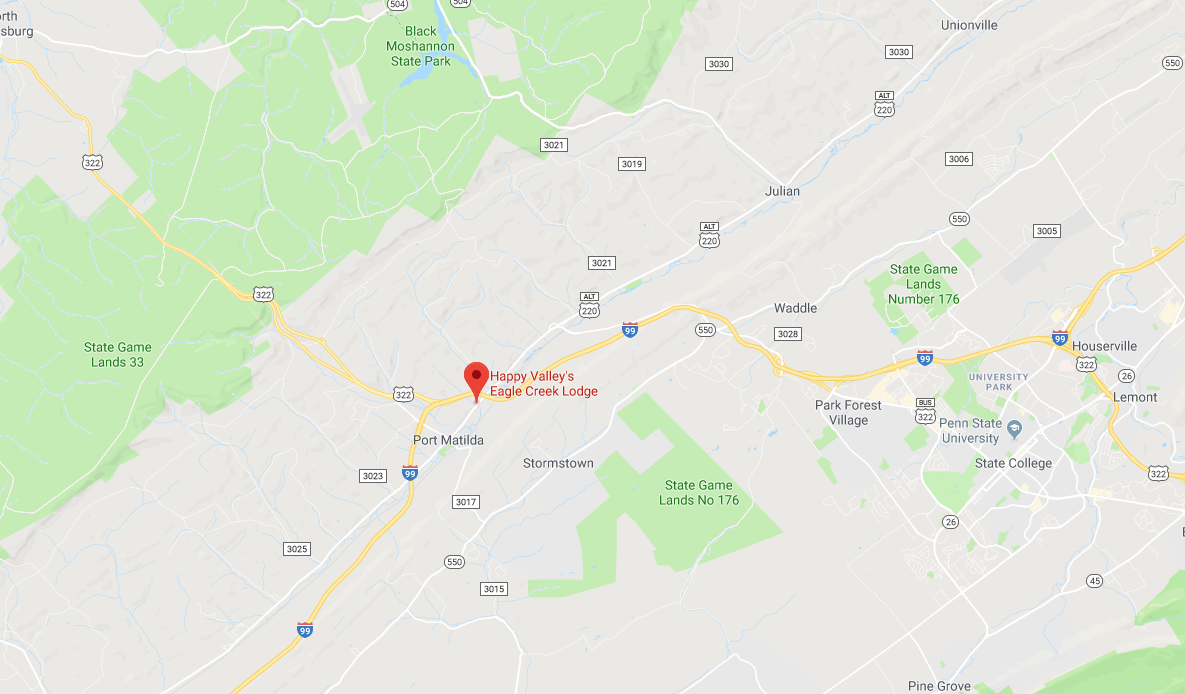 504
504
orth
sburg
Black
Moshannon
State Park
Unionville
3030
3030
550
ALT
220
322
3021
3019
3006
Julian
550
ALT
220
3005
3021
State Game
Lands
Number 176
322
ALT
220
Waddle
99
550
3028
99
Houserville
State Game
Lands 33
99
322
26
Happy Valley's
Eagle Creek Lodge
UNIVERSITY
PARK
322
Lemont
Park Forest
Village
BUS
322
Penn State
University
Port Matilda
Stormstown
State College
3023
99
322
State Game
Lands No 176
3017
26
3025
550
3015
45
99
Pine Grove